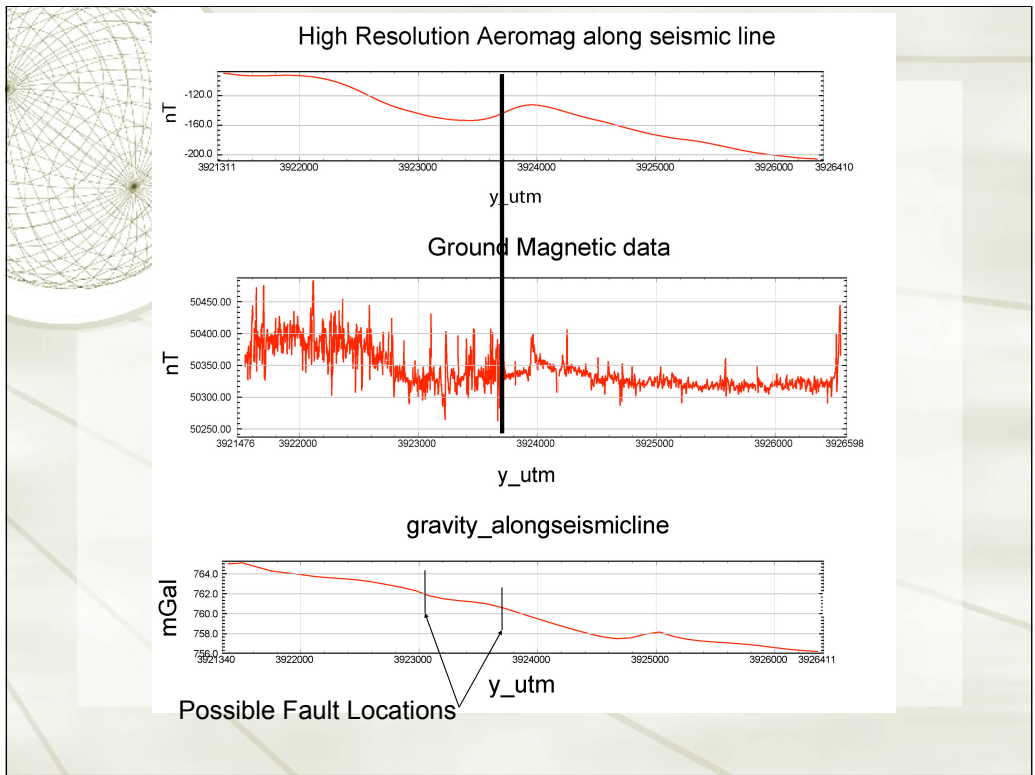 High Resolution Aeromag along seismic line
nT
-120.0
-160.0
-200.0
3921311 3922000 3923000 3924000 3925000 3926000 3926410
y_utm
Ground Magnetic data
nT
50450.00
50400.00
50350.00
50300.00
50250.00
3921476 3922000 3923000 3924000 3925000 3926000 3926598
y_utm
gravity_alongseismicline
mGal
764.0
762.0
760.0
758.0
756.0
3921340 3922000 3923000 3924000 3925000 3926000 3926411
y_utm
Possible Fault Locations